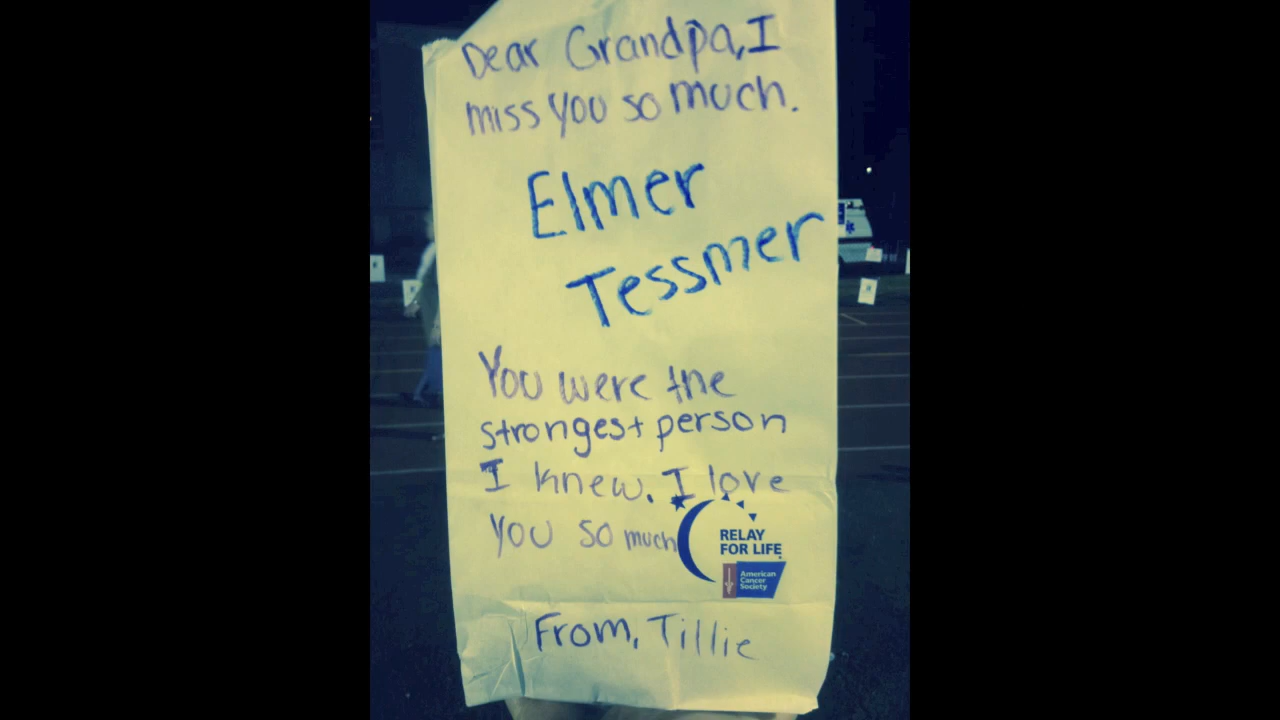 Dear Grandpa, I
miss you so much.
Elmer
Tessmer
You were the
strongest person
I knew. I love
you so much
RELAY
FOR LIFE
American
Cancer
Society
From, Tillie